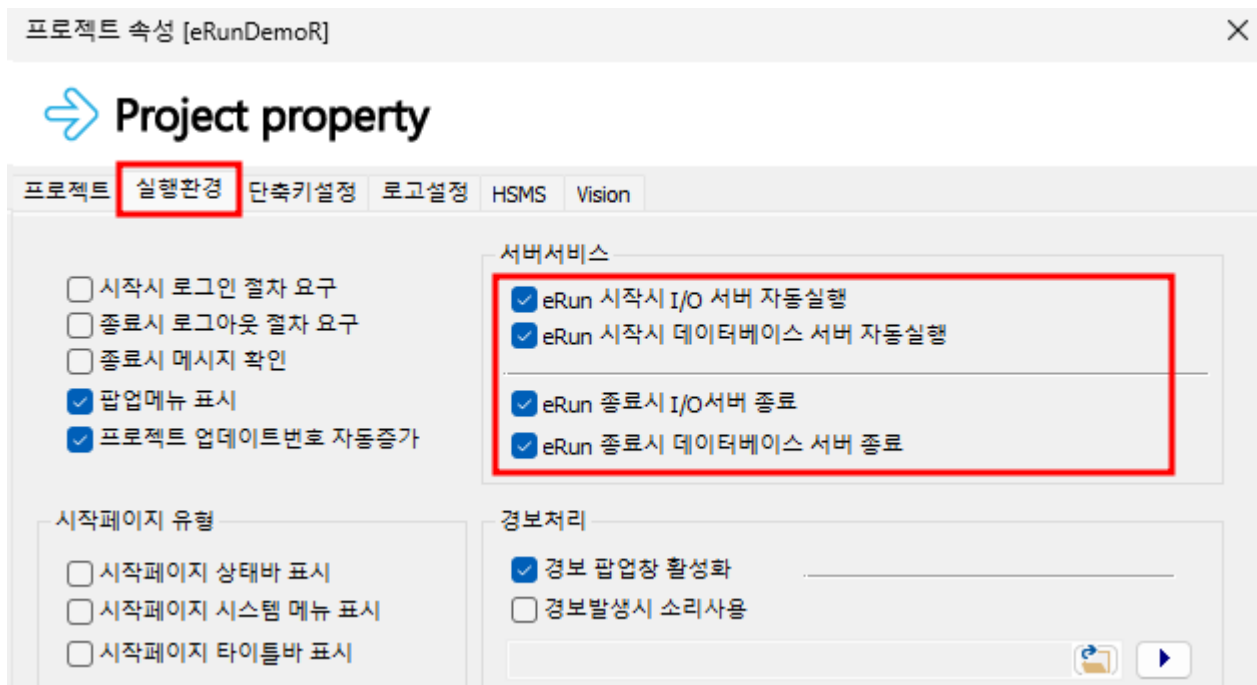 프로젝트 속성 [eRunDemoR]
Project property
프로젝트 실행환경 단축키설정 로고설정 HSMS Vision
시작시 로그인 절차 요구
종료시 로그아웃 절차 요구
종료시 메시지 확인
팝업메뉴 표시
프로젝트 업데이트번호 자동증가
서버서비스
eRun 시작시 I/O 서버 자동실행
eRun 시작시 데이터베이스 서버 자동실행
eRun 종료시 I/O서버 종료
eRun 종료시 데이터베이스 서버 종료
시작페이지 유형
시작페이지 상태바 표시
시작페이지 시스템 메뉴 표시
시작페이지 타이틀바 표시
경보처리
경보 팝업창 활성화
경보발생시 소리사용